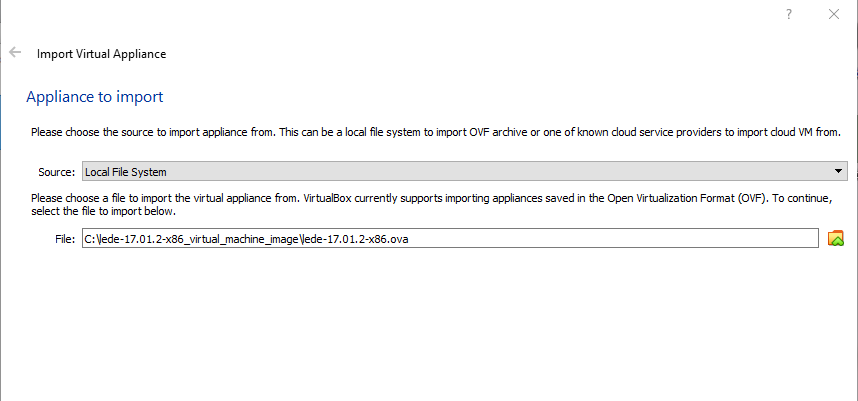 ?
Import Virtual Appliance
Appliance to import
Please choose the source to import appliance from. This can be a local file system to import OVF archive or one of known cloud service providers to import cloud VM from.
Source: Local File System
Please choose a file to import the virtual appliance from. VirtualBox currently supports importing appliances saved in the Open Virtualization Format (OVF). To continue,
select the file to import below.
File: C:\lede-17.01.2-x86_virtual_machine_image\lede-17.01.2-x86.ova